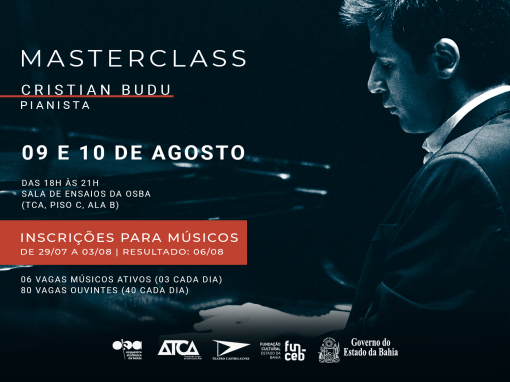 MASTERCLASS
CRISTIAN BUDU
PIANISTA
09 E 10 DE AGOSTO
DAS 18H ÀS 21H
SALA DE ENSAIOS DA OSBA
(TCA, PISO C, ALA B)
INSCRIÇÕES PARA MÚSICOS
DE 29/07 A 03/08 | RESULTADO: 06/08
06 VAGAS MÚSICOS ATIVOS (03 CADA DIA)
80 VAGAS OUVINTES (40 CADA DIA)
ATCA
TEATRO CASTRO ALVES
FUNDAÇÃO
CULTURAL
ESTADO DA
BAHIA
fun
ceb
Governo do
Estado da Bahia